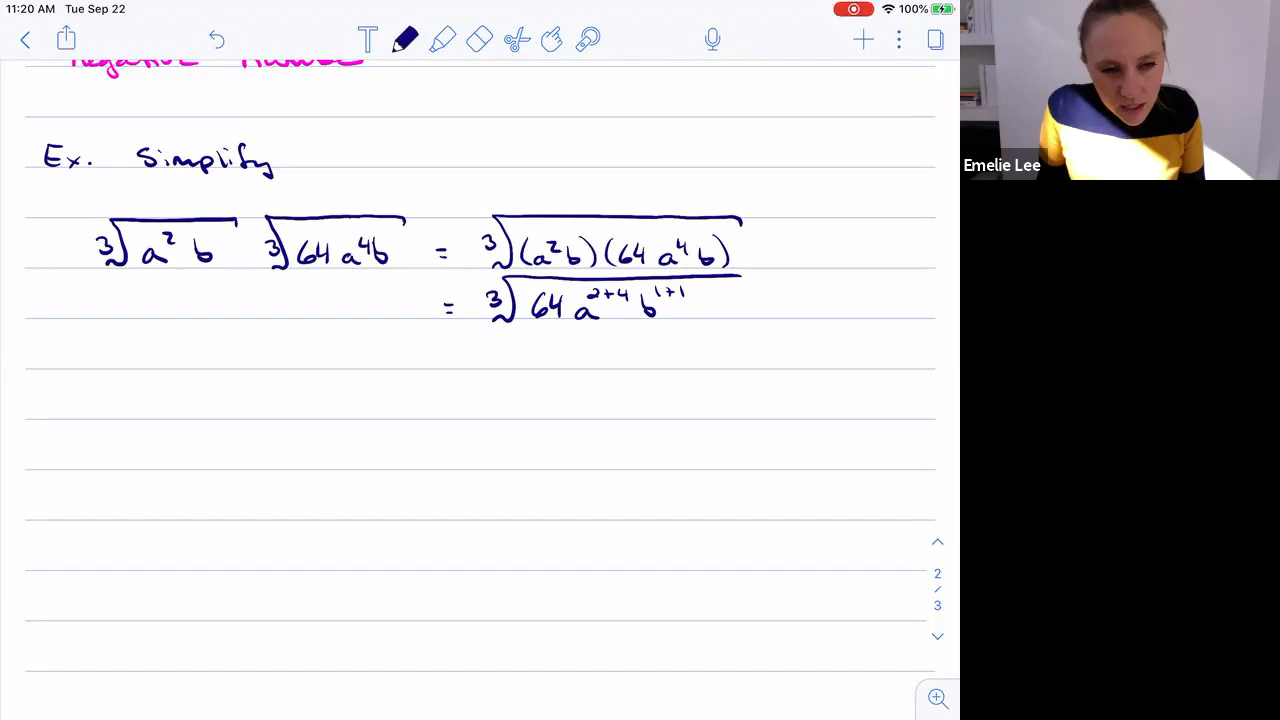 11:20 AM Tue Sep 22
100%
T
Negative
Ex. Simplify
∛(a²b) ∛(64a⁴b) = ∛((a²b)(64a⁴b))
= ∛(64a²⁺⁴b¹⁺¹)
Emelie Lee
2
/
3